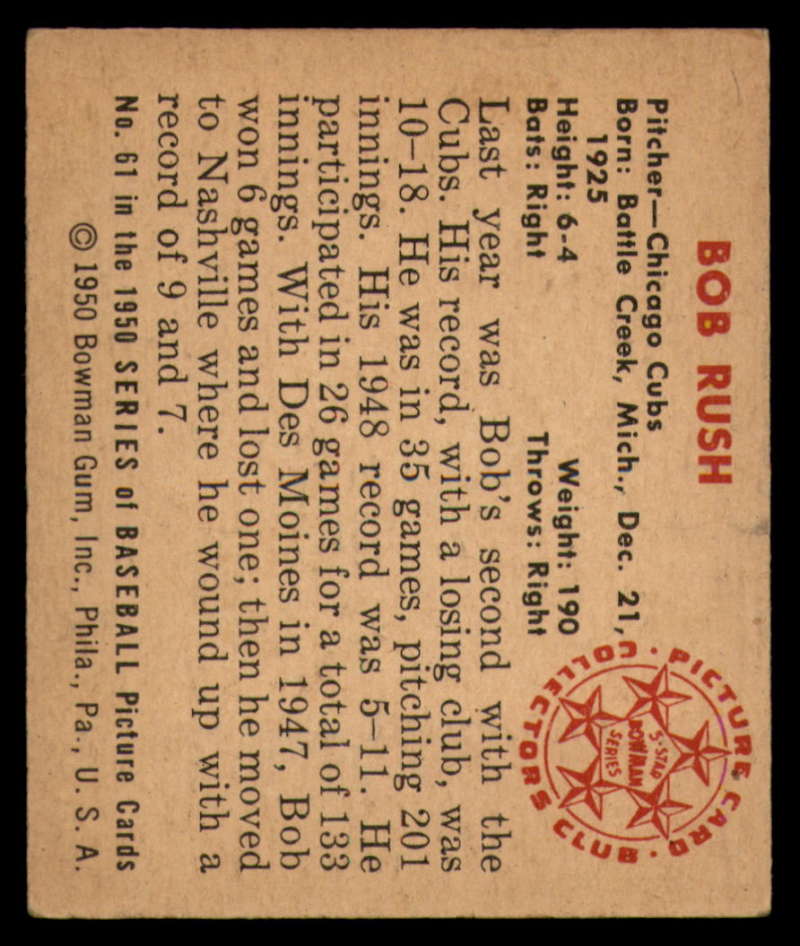 BOB RUSH
Pitcher—Chicago Cubs
Born: Battle Creek, Mich., Dec. 21,
1925
Height: 6-4 Weight: 190
Bats: Right Throws: Right
PICTURE CARD COLLECTORS CLUB
5-STAR
BOWMAN
SERIES
Last year was Bob's second with the
Cubs. His record, with a losing club, was
10–18. He was in 35 games, pitching 201
innings. His 1948 record was 5–11. He
participated in 26 games for a total of 133
innings. With Des Moines in 1947, Bob
won 6 games and lost one; then he moved
to Nashville where he wound up with a
record of 9 and 7.
No. 61 in the 1950 SERIES of BASEBALL Picture Cards
© 1950 Bowman Gum, Inc., Phila., Pa., U. S. A.